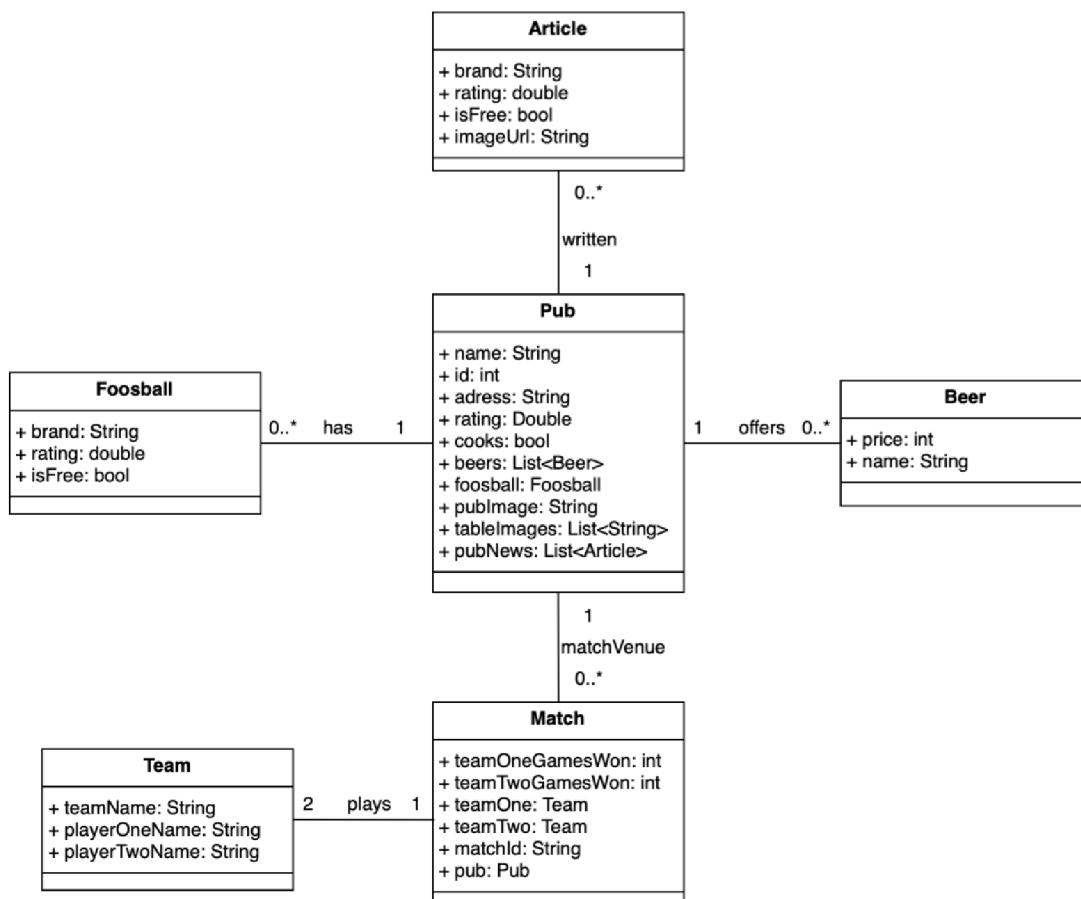 Article
+ brand: String
+ rating: double
+ isFree: bool
+ imageUrl: String
0..*
written
1
Pub
+ name: String
+ id: int
+ adress: String
+ rating: Double
+ cooks: bool
+ beers: List<Beer>
+ foosball: Foosball
+ pubImage: String
+ tableImages: List<String>
+ pubNews: List<Article>
Foosball
+ brand: String
+ rating: double
+ isFree: bool
0..* has 1
1 offers 0..*
Beer
+ price: int
+ name: String
1
matchVenue
0..*
Match
+ teamOneGamesWon: int
+ teamTwoGamesWon: int
+ teamOne: Team
+ teamTwo: Team
+ matchId: String
+ pub: Pub
Team
+ teamName: String
+ playerOneName: String
+ playerTwoName: String
2 plays 1